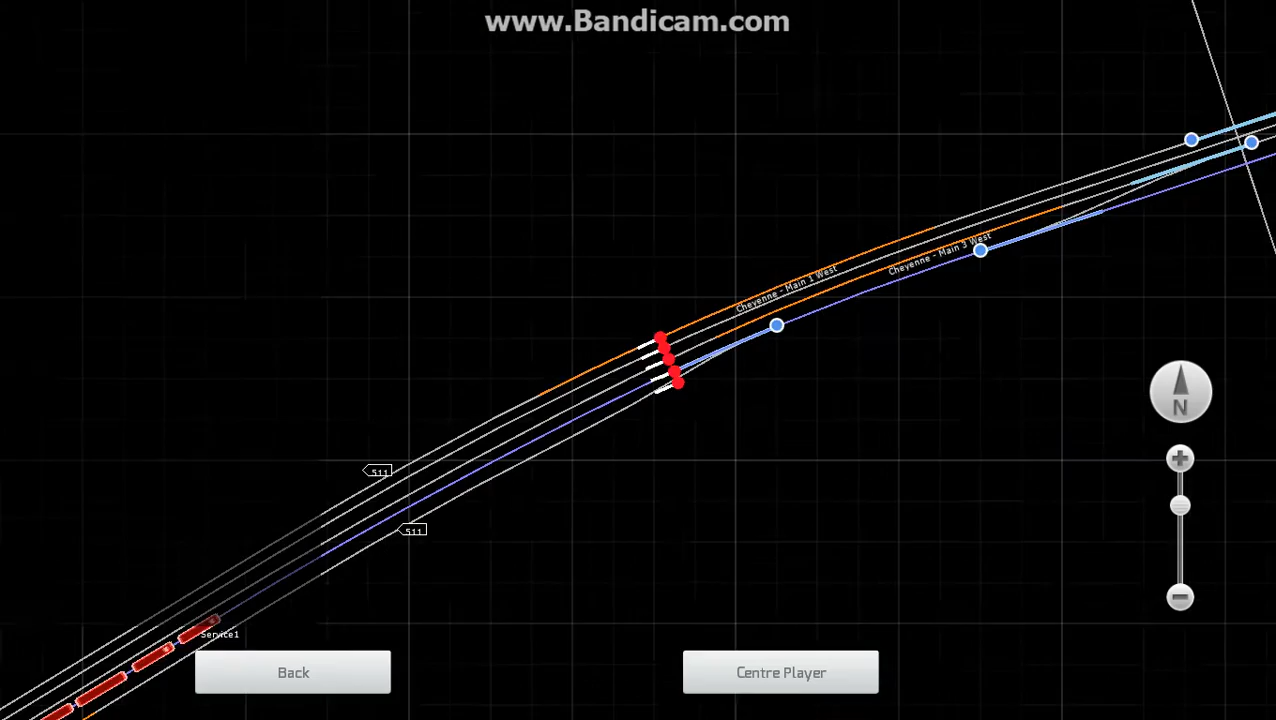 www.Bandicam.com
Cheyenne - Main 1 West
Cheyenne - Main 3 West
N
511
511
Service1
Back
Centre Player